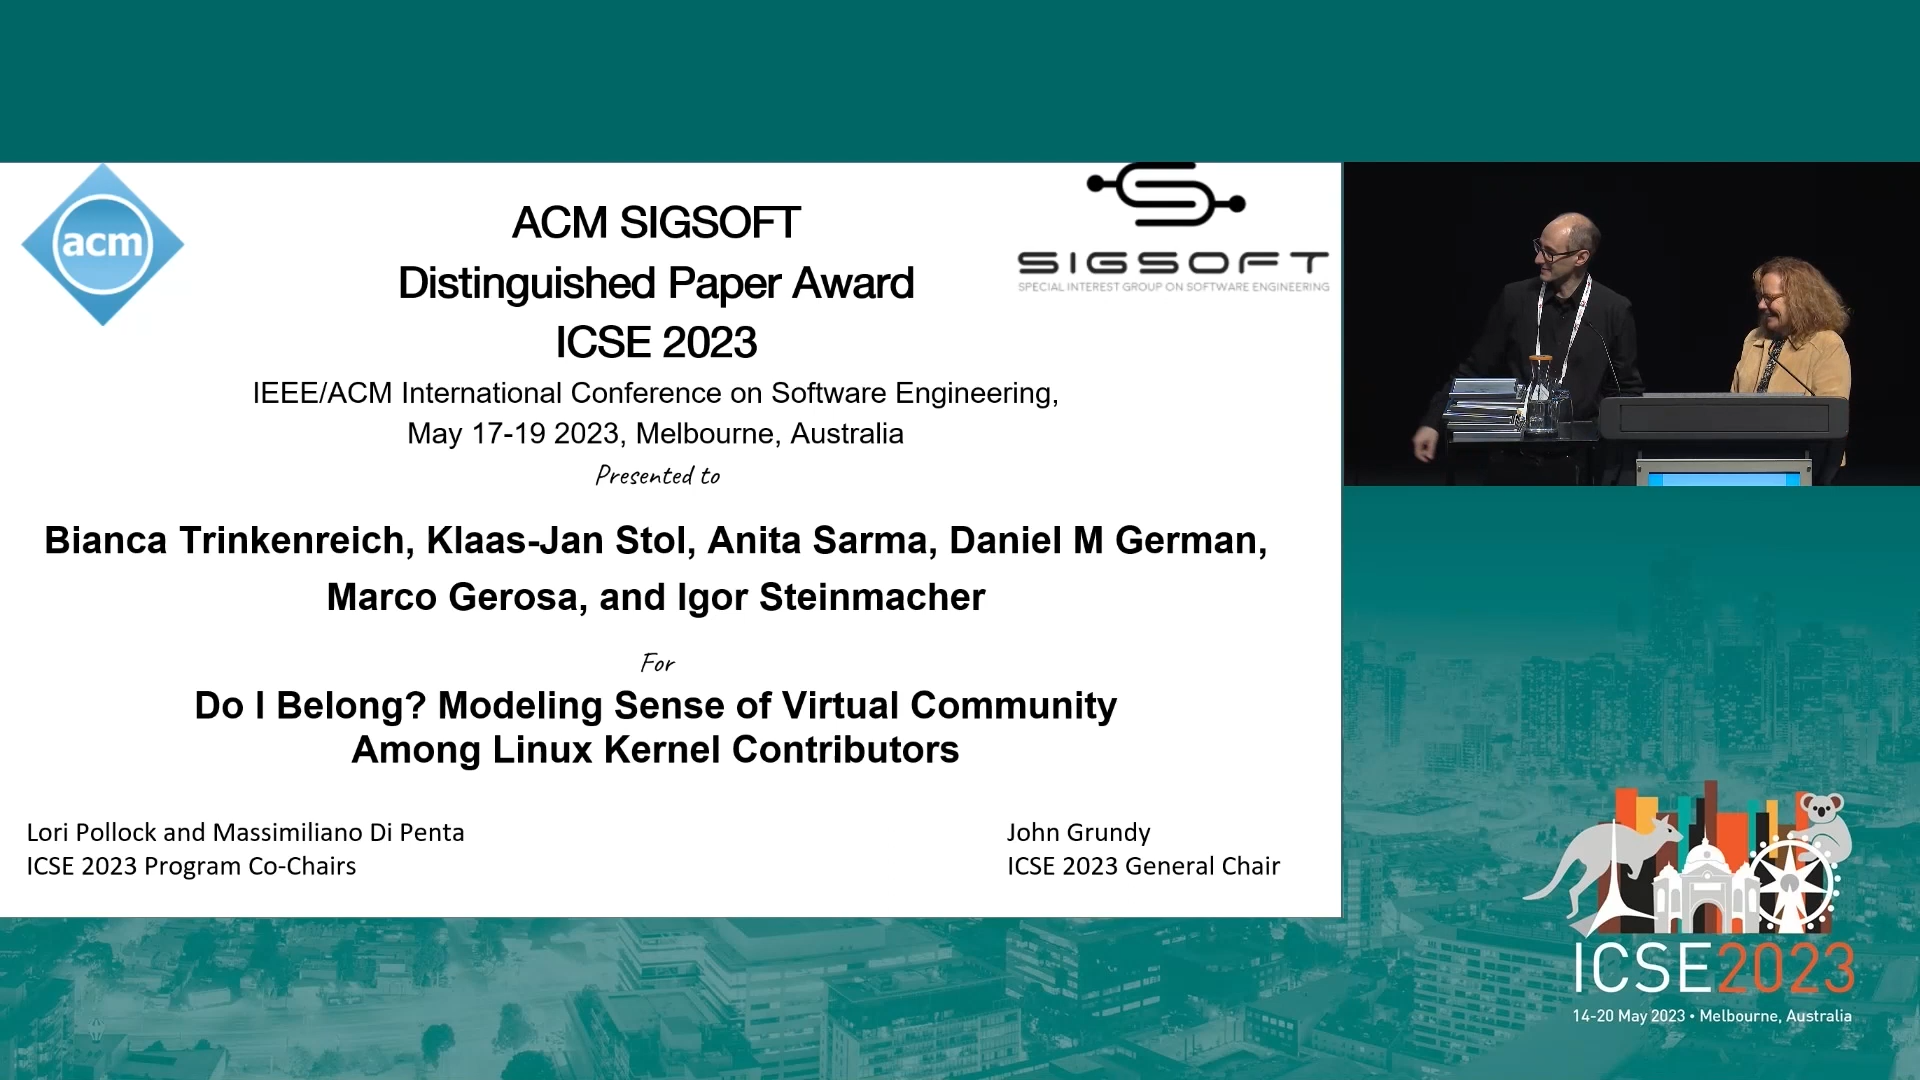 acm
SIGSOFT
SPECIAL INTEREST GROUP ON SOFTWARE ENGINEERING
ACM SIGSOFT
Distinguished Paper Award
ICSE 2023
IEEE/ACM International Conference on Software Engineering,
May 17-19 2023, Melbourne, Australia
Presented to
Bianca Trinkenreich, Klaas-Jan Stol, Anita Sarma, Daniel M German,
Marco Gerosa, and Igor Steinmacher
For
Do I Belong? Modeling Sense of Virtual Community
Among Linux Kernel Contributors
Lori Pollock and Massimiliano Di Penta
ICSE 2023 Program Co-Chairs
John Grundy
ICSE 2023 General Chair
ICSE2023
14-20 May 2023 • Melbourne, Australia